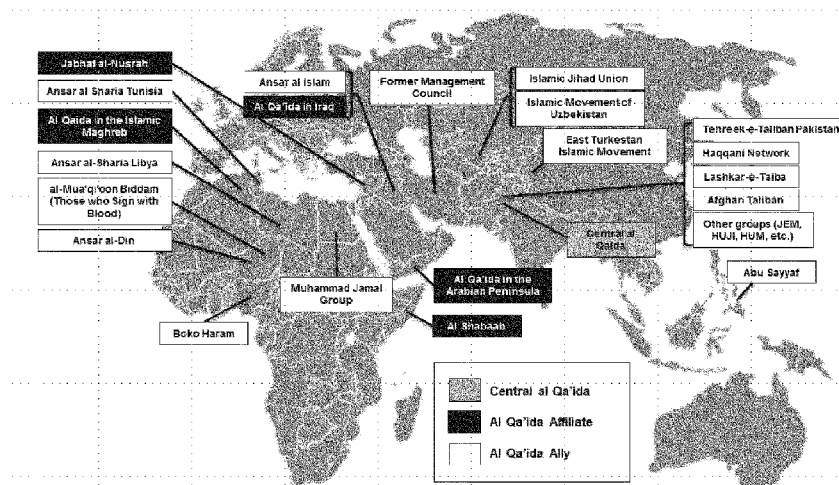 Jabhat al-Nusrah
Ansar al Sharia Tunisia
Al Qaida in the Islamic
Maghreb
Ansar al-Sharia Libya
al-Mua'qi'oon Biddam
(Those who Sign with
Blood)
Ansar al-Din
Boko Haram
Ansar al Islam
Al Qa'ida in Iraq
Former Management
Council
Muhammad Jamal
Group
Al Qa'ida in the
Arabian Peninsula
Al Shabaab
Islamic Jihad Union
Islamic Movement of
Uzbekistan
East Turkestan
Islamic Movement
Central al
Qaida
Tehreek-e-Taliban Pakistan
Haqqani Network
Lashkar-e-Taiba
Afghan Taliban
Other groups (JEM,
HUJI, HUM, etc.)
Abu Sayyaf
Central al Qa'ida
Al Qa'ida Affiliate
Al Qa'ida Ally